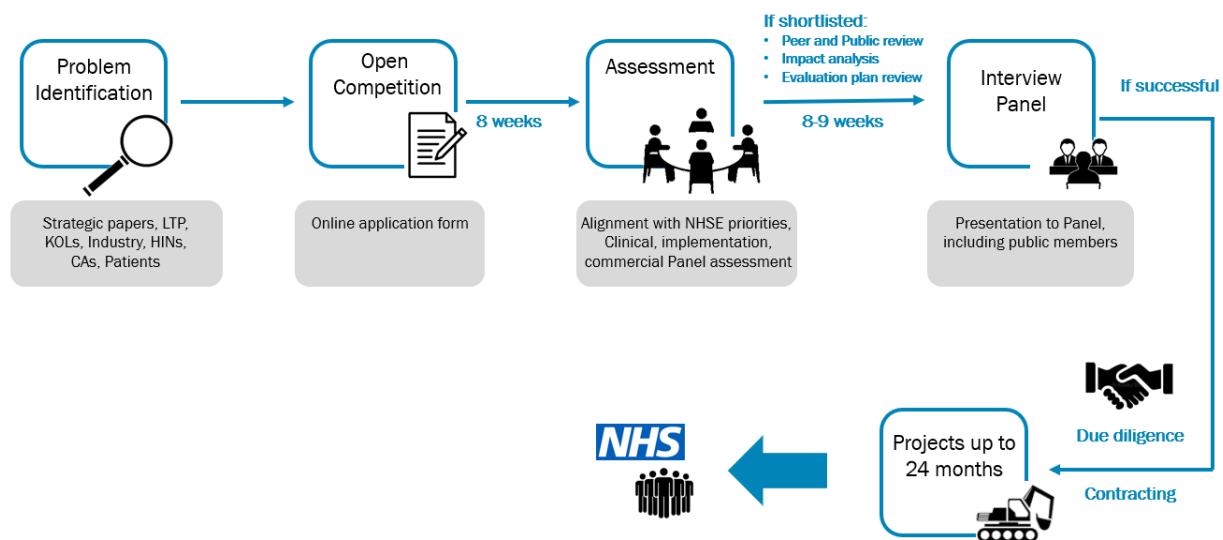 Problem
Identification
Strategic papers, LTP,
KOLs, Industry, HINs,
CAs, Patients
Open
Competition
Online application form
8 weeks
Assessment
Alignment with NHSE priorities,
Clinical, implementation,
commercial Panel assessment
If shortlisted:
• Peer and Public review
• Impact analysis
• Evaluation plan review
8-9 weeks
Interview
Panel
Presentation to Panel,
including public members
If successful
Due diligence
Contracting
Projects up to
24 months
NHS